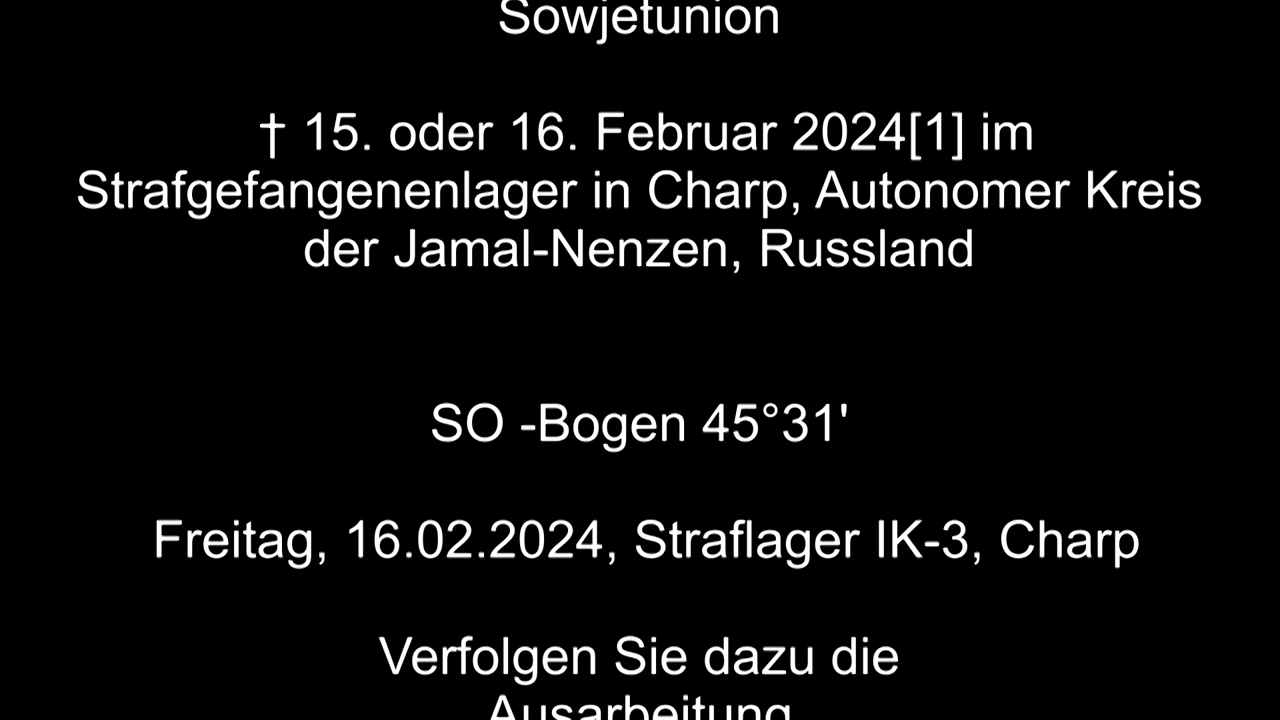 Sowjetunion
† 15. oder 16. Februar 2024[1] im
Strafgefangenenlager in Charp, Autonomer Kreis
der Jamal-Nenzen, Russland
SO -Bogen 45°31'
Freitag, 16.02.2024, Straflager IK-3, Charp
Verfolgen Sie dazu die
Ausarbeitung